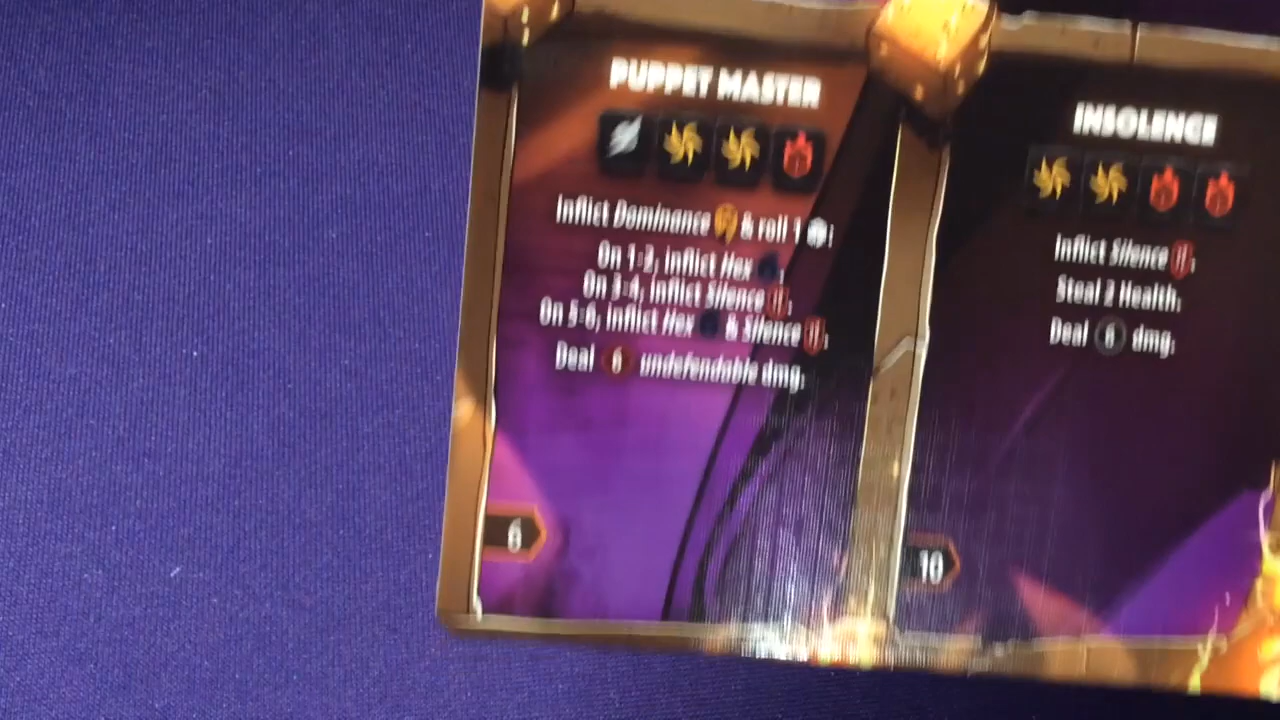 PUPPET MASTER
Inflict Dominance & roll 1 :
On 1-2, inflict Hex .
On 3-4, inflict Silence .
On 5-6, inflict Hex & Silence .
Deal 6 undefendable dmg.
6
INSOLENCE
Inflict Silence .
Steal 2 Health.
Deal 6 dmg.
10